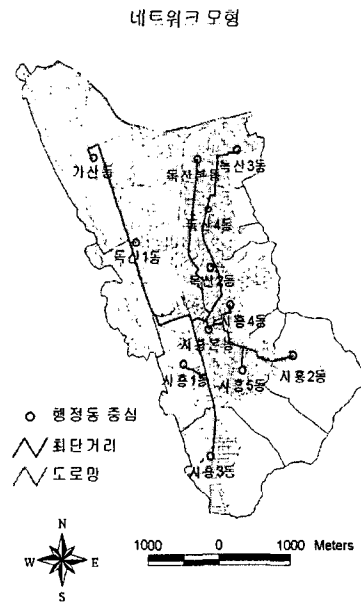 네트워크 모형
가산동
독산본동
독산3동
독산4동
독산1동
독산2동
시흥4동
시흥본동
시흥1동
시흥5동
시흥2동
시흥3동
행정동 중심
최단거리
도로망
N
W E
S
1000 0 1000 Meters